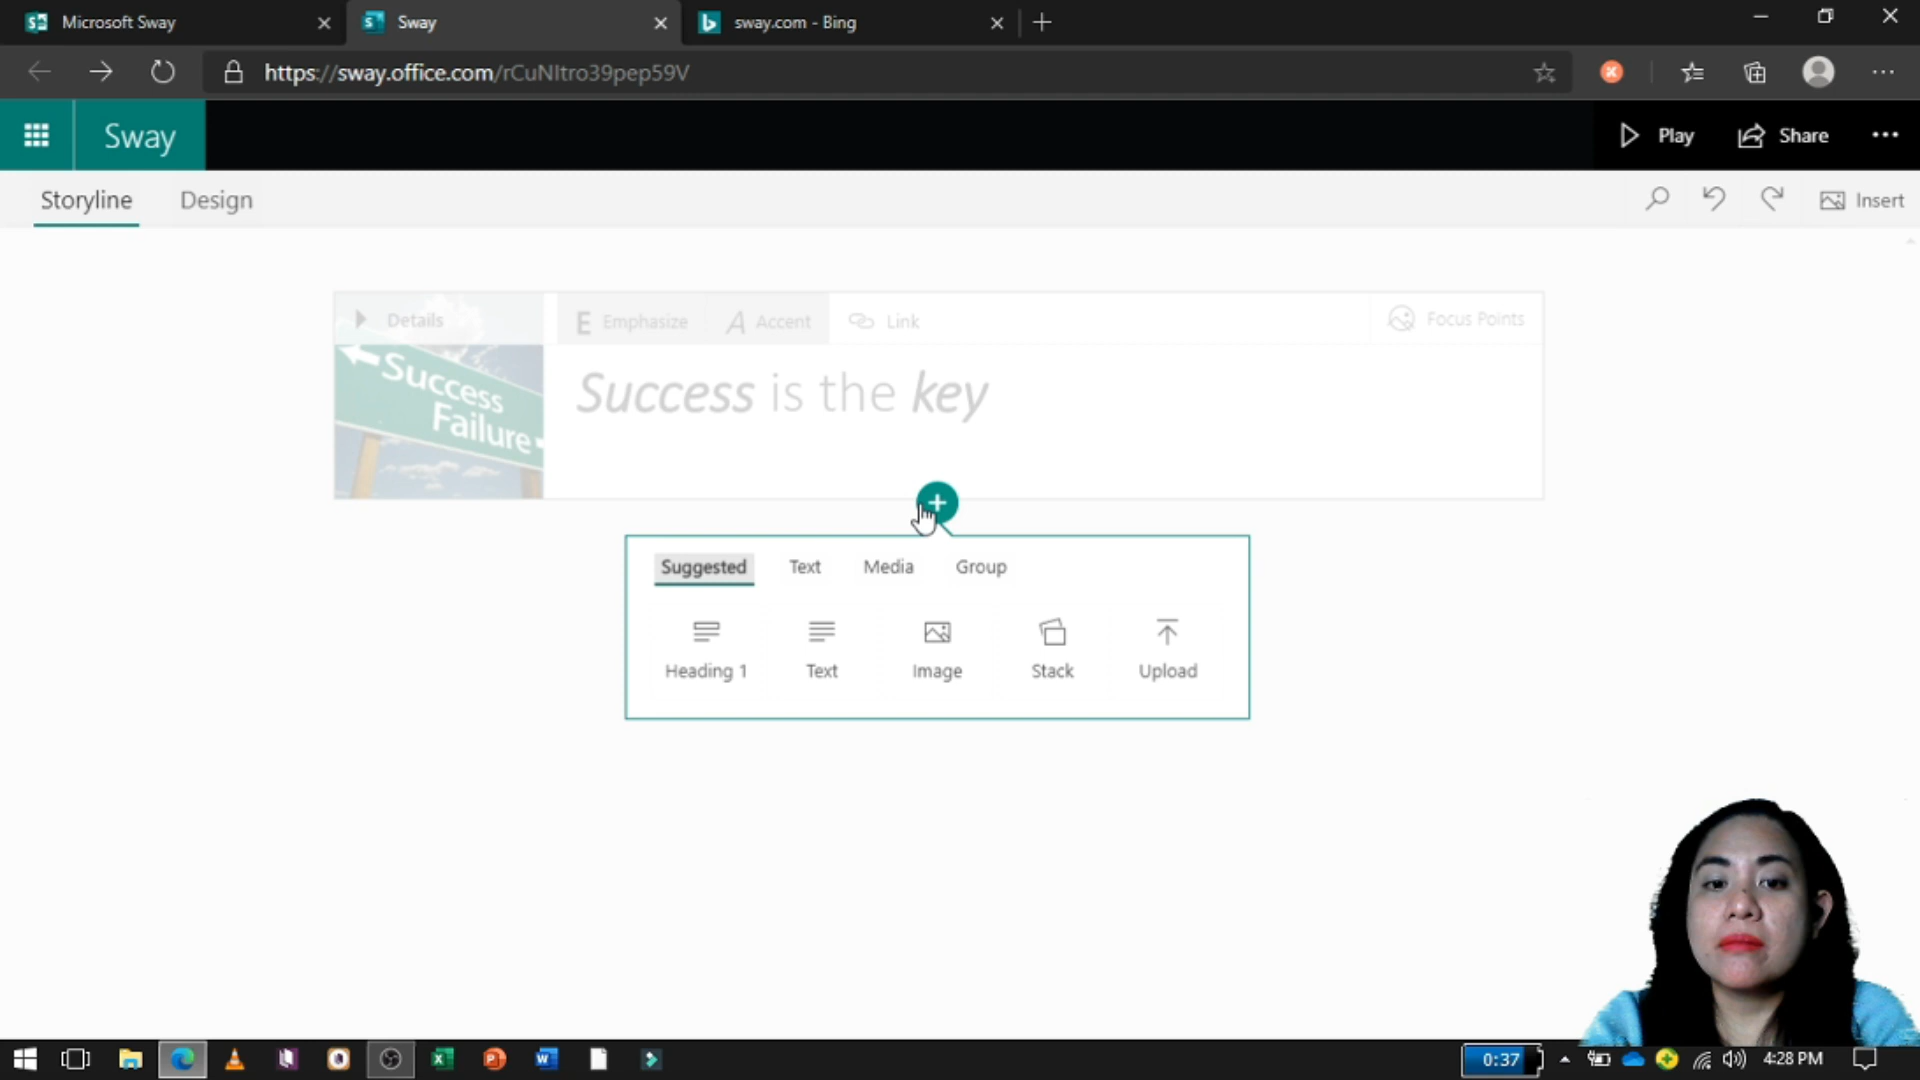 Microsoft Sway
Sway
sway.com - Bing
https://sway.office.com/rCuNItro39pep59V
Sway
Play
Share
Storyline
Design
Insert
Details
E Emphasize
A Accent
Link
Focus Points
Success
Failure
Success is the key
Suggested
Text
Media
Group
Heading 1
Text
Image
Stack
Upload
0:37
4:28 PM